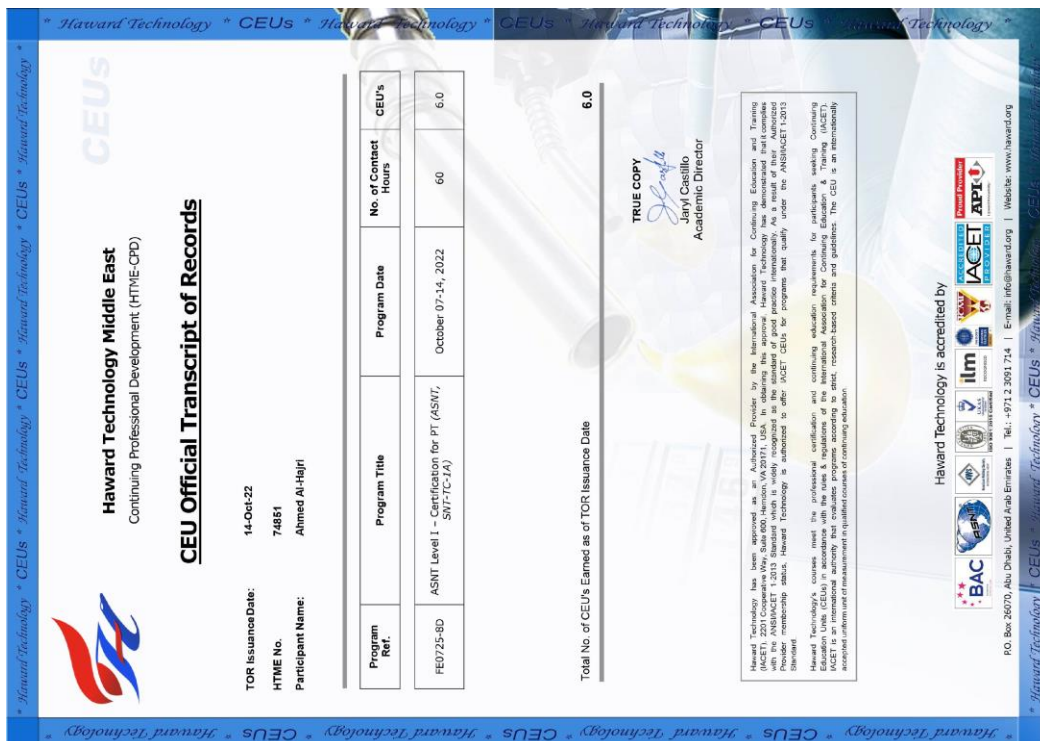 * Haward Technology * CEUs * Haward Technology * CEUs * Haward Technology * CEUs * Haward Technology * CEUs * Haward Technology *
CEUs
Haward Technology Middle East
Continuing Professional Development (HTME-CPD)
CEU Official Transcript of Records
TOR IssuanceDate: 14-Oct-22
HTME No. 74851
Participant Name: Ahmed Al-Hajri
Program Ref. Program Title Program Date No. of Contact Hours CEU's
FE0725-8D ASNT Level I – Certification for PT (ASNT, SNT-TC-1A) October 07-14, 2022 60 6.0
Total No. of CEU's Earned as of TOR Issuance Date 6.0
TRUE COPY
Jaryl Castillo
Academic Director
Haward Technology has been approved as an Authorized Provider by the International Association for Continuing Education and Training
(IACET), 2201 Cooperative Way, Suite 600, Herndon, VA 20171, USA. In obtaining this approval, Haward Technology has demonstrated that it complies
with the ANSI/IACET 1-2013 Standard which is widely recognized as the standard of good practice internationally. As a result of their Authorized
Provider membership status, Haward Technology is authorized to offer IACET CEUs for programs that qualify under the ANSI/IACET 1-2013
Standard.
Haward Technology's courses meet the professional certification and continuing education requirements for participants seeking Continuing
Education Units (CEUs) in accordance with the rules & regulations of the International Association for Continuing Education & Training (IACET).
IACET is an international authority that evaluates programs according to strict, research-based criteria and guidelines. The CEU is an internationally
accepted uniform unit of measurement in qualified courses of continuing education.
Haward Technology is accredited by
BAC
ASNT
ilm
ACCREDITED
IACET
PROVIDER
Proud Provider
API-U
P.O. Box 26070, Abu Dhabi, United Arab Emirates | Tel.: +971 2 3091 714 | E-mail: info@haward.org | Website: www.haward.org